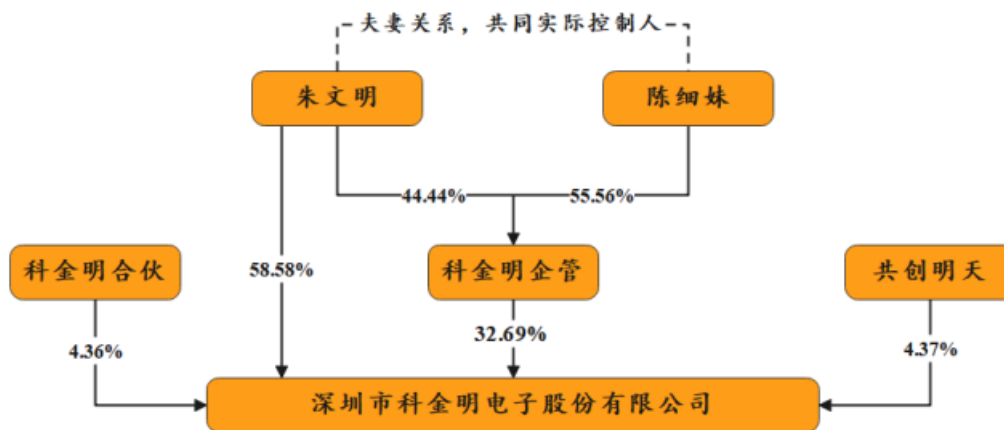 夫妻关系，共同实际控制人
朱文明
陈细妹
44.44%
55.56%
科金明合伙
58.58%
科金明企管
共创明天
4.36%
32.69%
4.37%
深圳市科金明电子股份有限公司